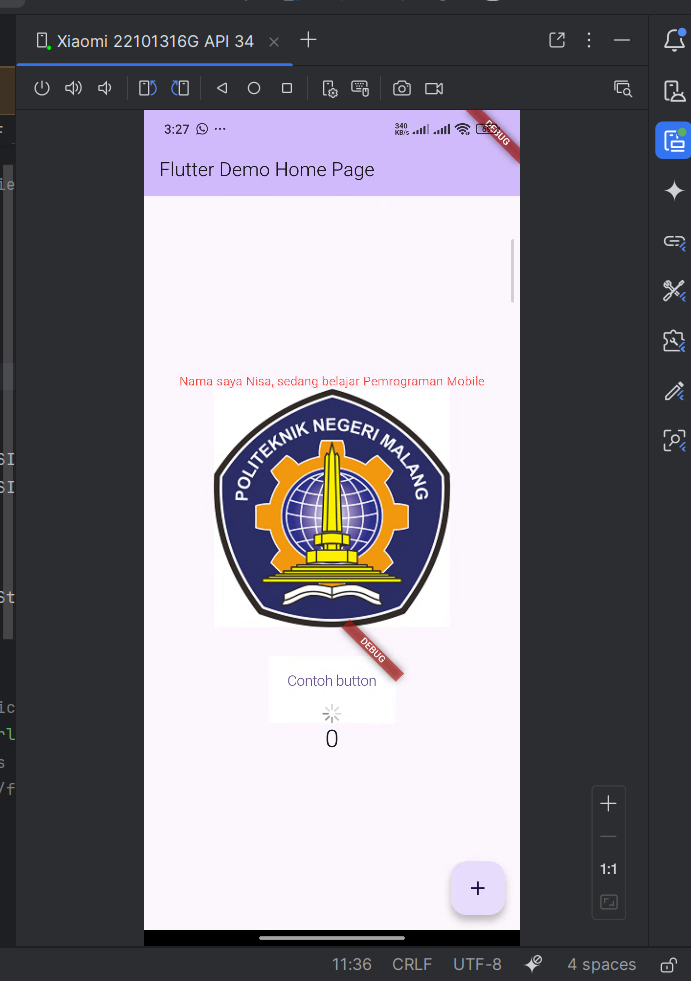 Xiaomi 22101316G API 34
3:27
340
KB/s
DEBUG
Flutter Demo Home Page
Nama saya Nisa, sedang belajar Pemrograman Mobile
POLITEKNIK NEGERI MALANG
DEBUG
Contoh button
0
+
1:1
11:36 CRLF UTF-8 4 spaces